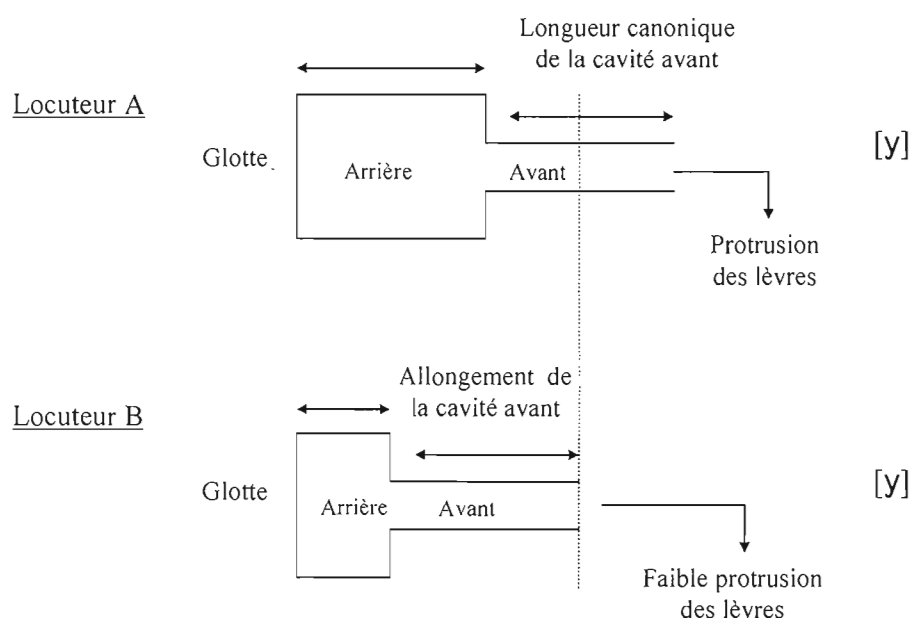 Longueur canonique
de la cavité avant
Locuteur A
Glotte
Arrière
Avant
[y]
Protrusion
des lèvres
Allongement de
la cavité avant
Locuteur B
Glotte
Arrière
Avant
[y]
Faible protrusion
des lèvres